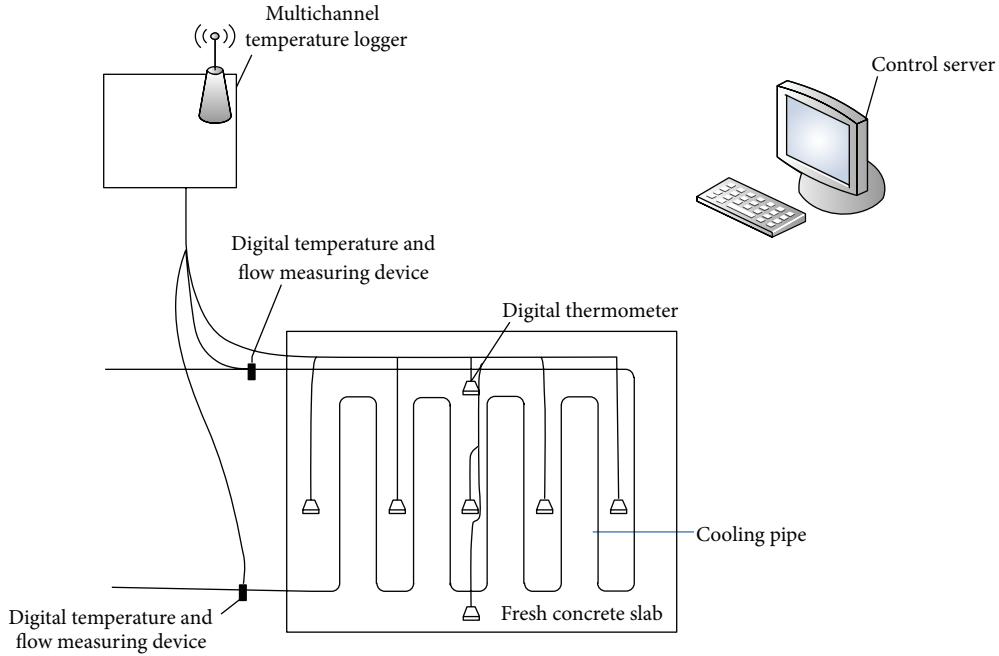 Multichannel
temperature logger
Control server
Digital temperature and
flow measuring device
Digital thermometer
Cooling pipe
Fresh concrete slab
Digital temperature and
flow measuring device